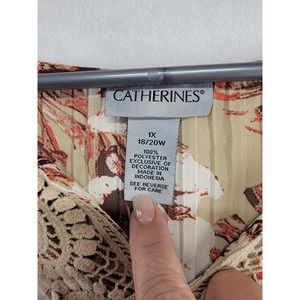 CATHERINES®
1X
18/20W
100%
POLYESTER
EXCLUSIVE OF
DECORATION
MADE IN
INDONESIA
SEE REVERSE
FOR CARE